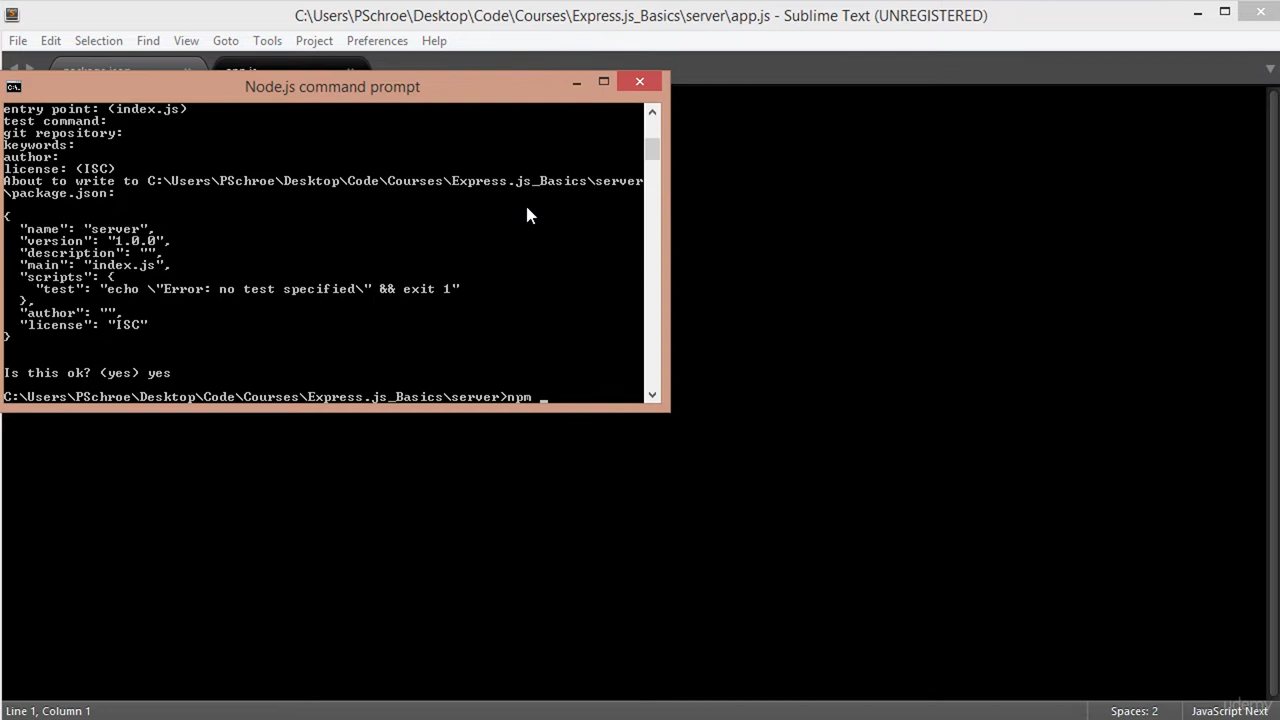 C:\Users\PSchroe\Desktop\Code\Courses\Express.js_Basics\server\app.js - Sublime Text (UNREGISTERED)
File Edit Selection Find View Goto Tools Project Preferences Help
package.json app.js
Node.js command prompt
entry point: (index.js)
test command:
git repository:
keywords:
author:
license: (ISC)
About to write to C:\Users\PSchroe\Desktop\Code\Courses\Express.js_Basics\server
\package.json:
{
"name": "server",
"version": "1.0.0",
"description": "",
"main": "index.js",
"scripts": {
"test": "echo \"Error: no test specified\" && exit 1"
},
"author": "",
"license": "ISC"
}
Is this ok? (yes) yes
C:\Users\PSchroe\Desktop\Code\Courses\Express.js_Basics\server>npm _
Line 1, Column 1 Spaces: 2 JavaScript Next
udemy